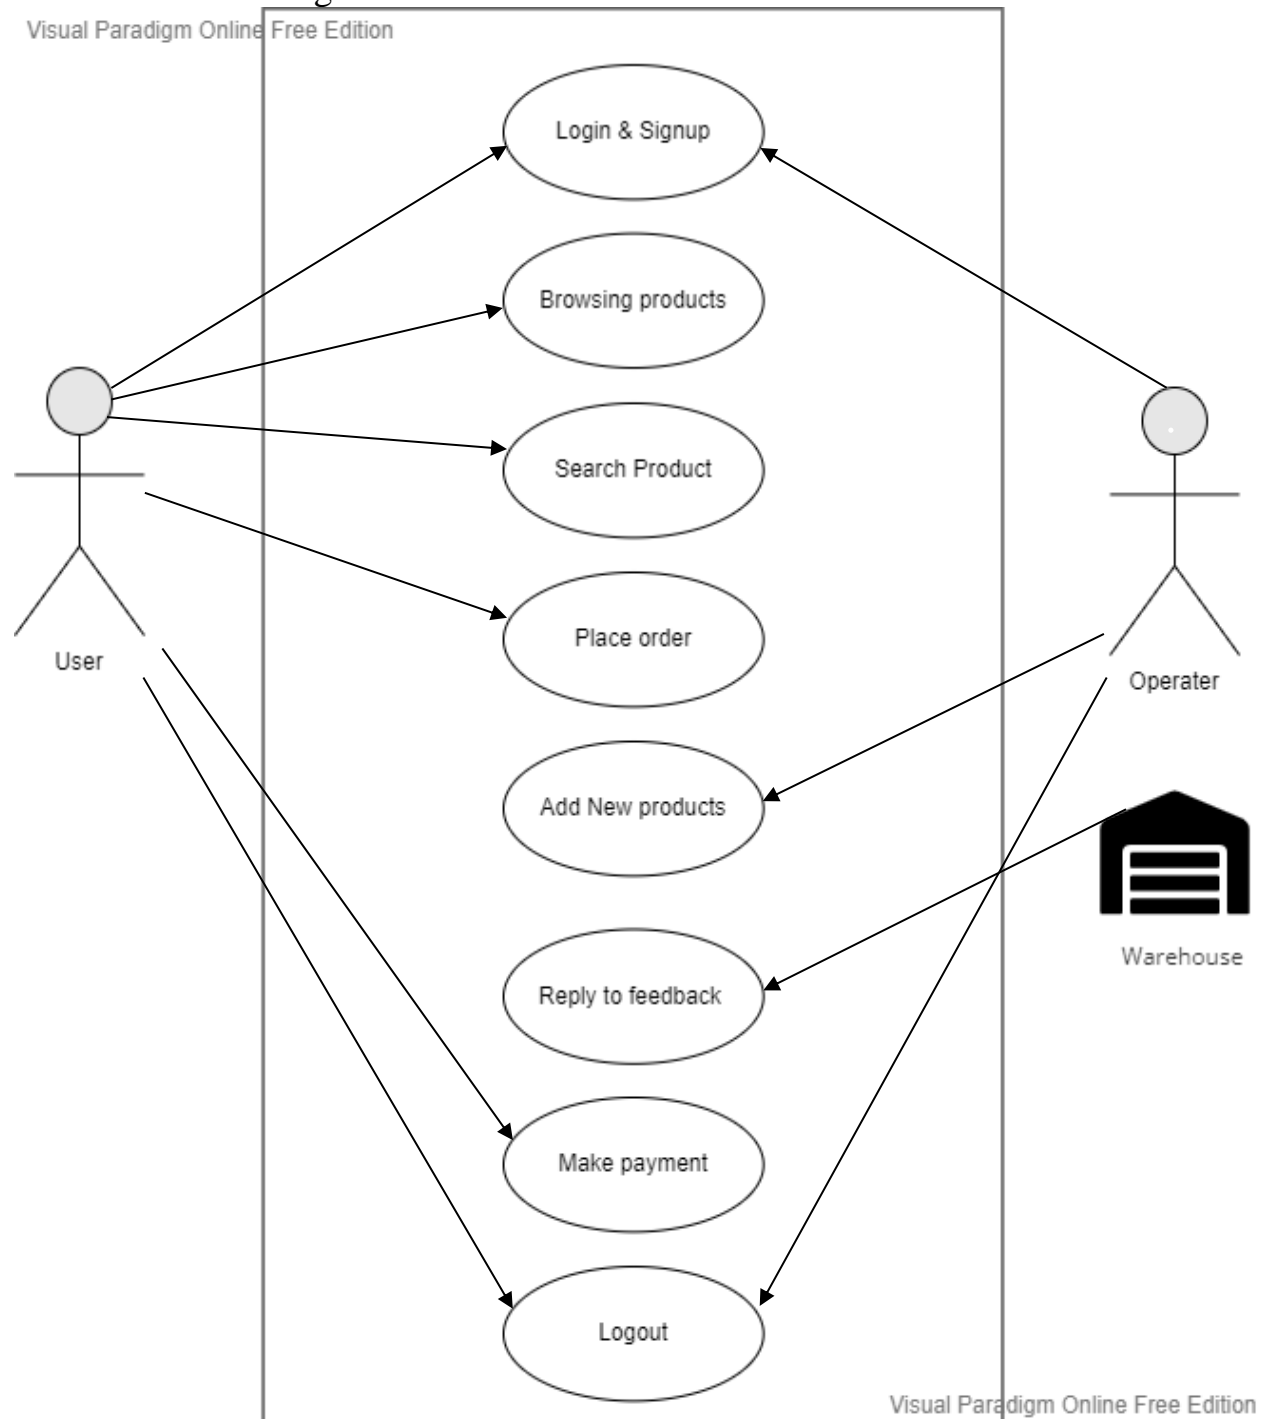 Visual Paradigm Online Free Edition
Login & Signup
Browsing products
Search Product
Place order
User
Operater
Add New products
Warehouse
Reply to feedback
Make payment
Logout
Visual Paradigm Online Free Edition